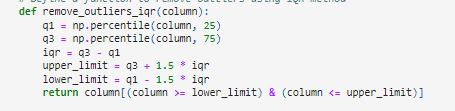 # Define a function to remove outliers using IQR method
def remove_outliers_iqr(column):
    q1 = np.percentile(column, 25)
    q3 = np.percentile(column, 75)
    iqr = q3 - q1
    upper_limit = q3 + 1.5 * iqr
    lower_limit = q1 - 1.5 * iqr
    return column[(column >= lower_limit) & (column <= upper_limit)]